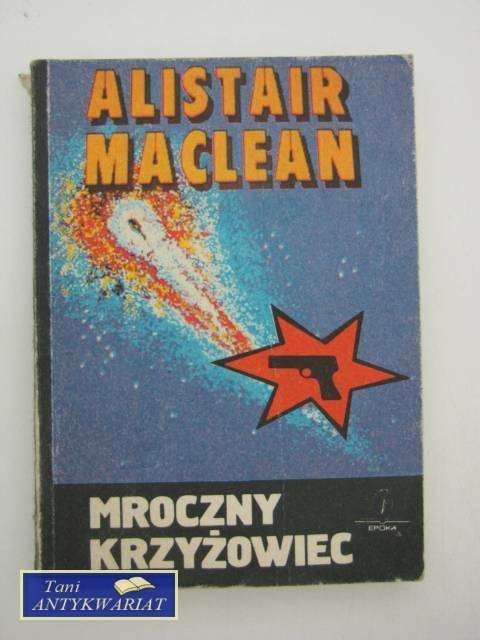 ALISTAIR
MACLEAN
MROCZNY
KRZYŻOWIEC
EPOKA
Tani
ANTYKWARIAT